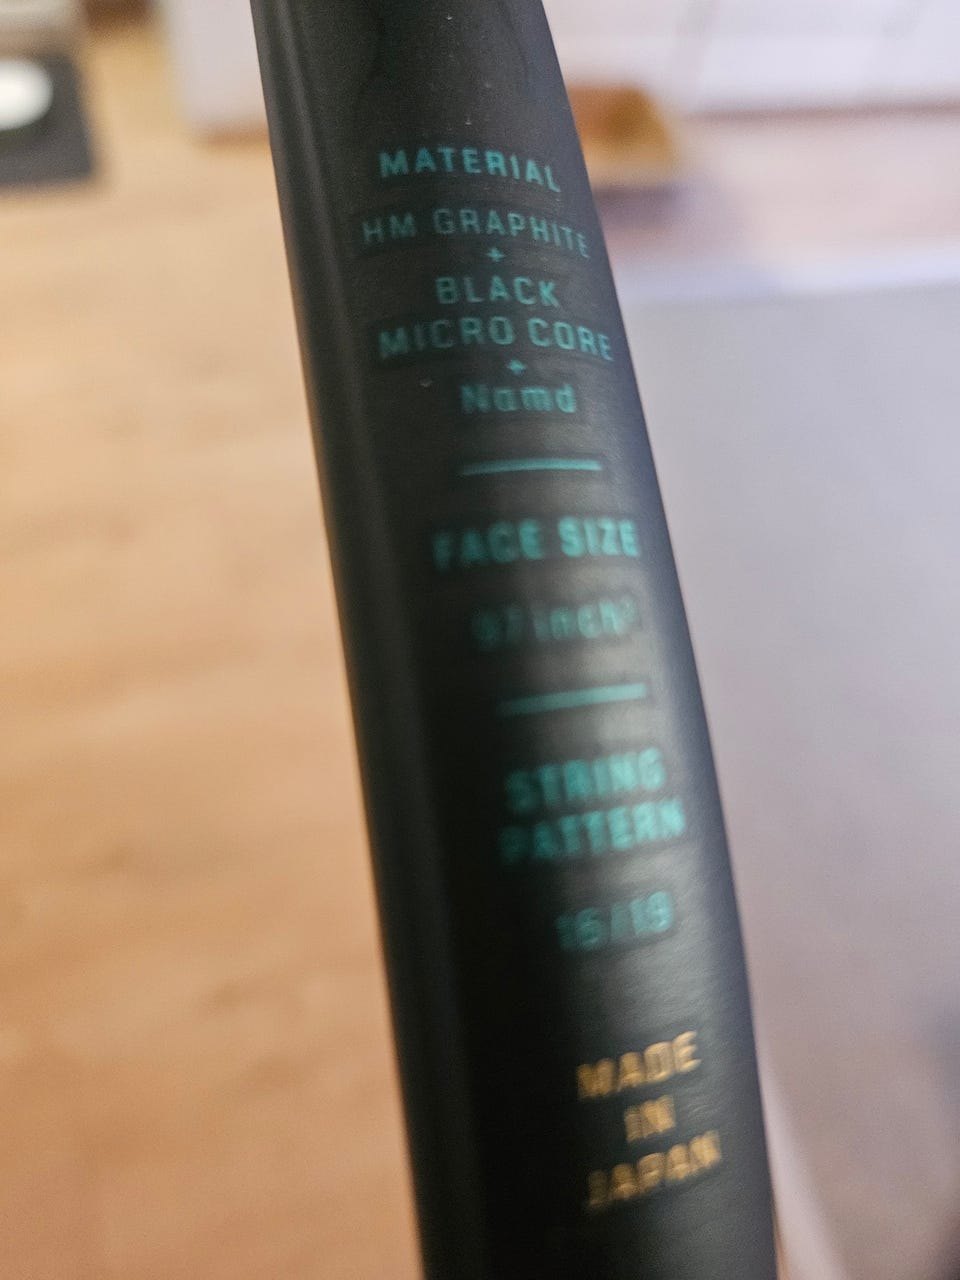 MATERIAL
HM GRAPHITE
+
BLACK
MICRO CORE
+
Namd
FACE SIZE
97inch²
STRING
PATTERN
16/19
MADE
IN
JAPAN